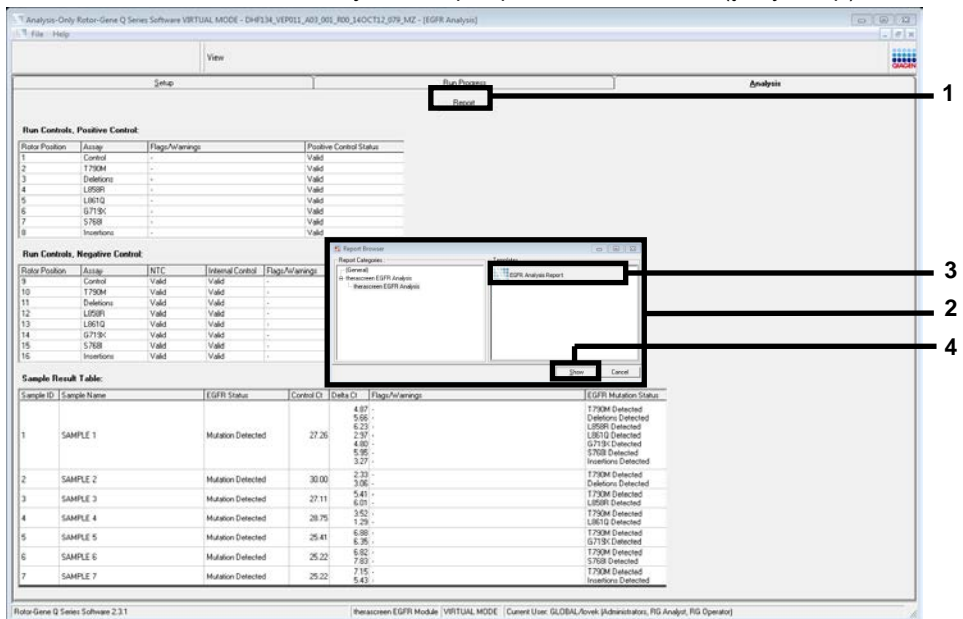 Analysis-Only Rotor-Gene Q Series Software VIRTUAL MODE - DHF134_VEP011_A03_001_R00_14OCT12_079_MZ - [EGFR Analysis]
File Help
View
QIAGEN
Setup Run Progress Analysis
Report
1
Run Controls, Positive Control:
Rotor Position Assay Flags/Warnings Positive Control Status
1 Control - Valid
2 T790M - Valid
3 Deletions - Valid
4 L858R - Valid
5 L861Q - Valid
6 G719X - Valid
7 S768I - Valid
8 Insertions - Valid
Run Controls, Negative Control:
Rotor Position Assay NTC Internal Control Flags/Warnings
9 Control Valid Valid -
10 T790M Valid Valid -
11 Deletions Valid Valid -
12 L858R Valid Valid -
13 L861Q Valid Valid -
14 G719X Valid Valid -
15 S768I Valid Valid -
16 Insertions Valid Valid -
Report Browser
Report Categories: Templates:
(General)
therascreen EGFR Analysis
therascreen EGFR Analysis
EGFR Analysis Report
3
2
4
Show Cancel
Sample Result Table:
Sample ID Sample Name EGFR Status Control Ct Delta Ct Flags/Warnings EGFR Mutation Status
4.87 - T790M Detected
5.66 - Deletions Detected
6.23 - L858R Detected
1 SAMPLE 1 Mutation Detected 27.26 2.97 - L861Q Detected
4.80 - G719X Detected
5.95 - S768I Detected
3.27 - Insertions Detected
2 SAMPLE 2 Mutation Detected 30.00 2.33 - T790M Detected
3.06 - Deletions Detected
3 SAMPLE 3 Mutation Detected 27.11 5.41 - T790M Detected
6.01 - L858R Detected
4 SAMPLE 4 Mutation Detected 28.75 3.52 - T790M Detected
1.29 - L861Q Detected
5 SAMPLE 5 Mutation Detected 25.41 6.88 - T790M Detected
6.35 - G719X Detected
6 SAMPLE 6 Mutation Detected 25.22 6.82 - T790M Detected
7.83 - S768I Detected
7 SAMPLE 7 Mutation Detected 25.22 7.15 - T790M Detected
5.43 - Insertions Detected
Rotor-Gene Q Series Software 2.3.1 therascreen EGFR Module VIRTUAL MODE Current User: GLOBAL/lovek (Administrators, RG Analyst, RG Operator)